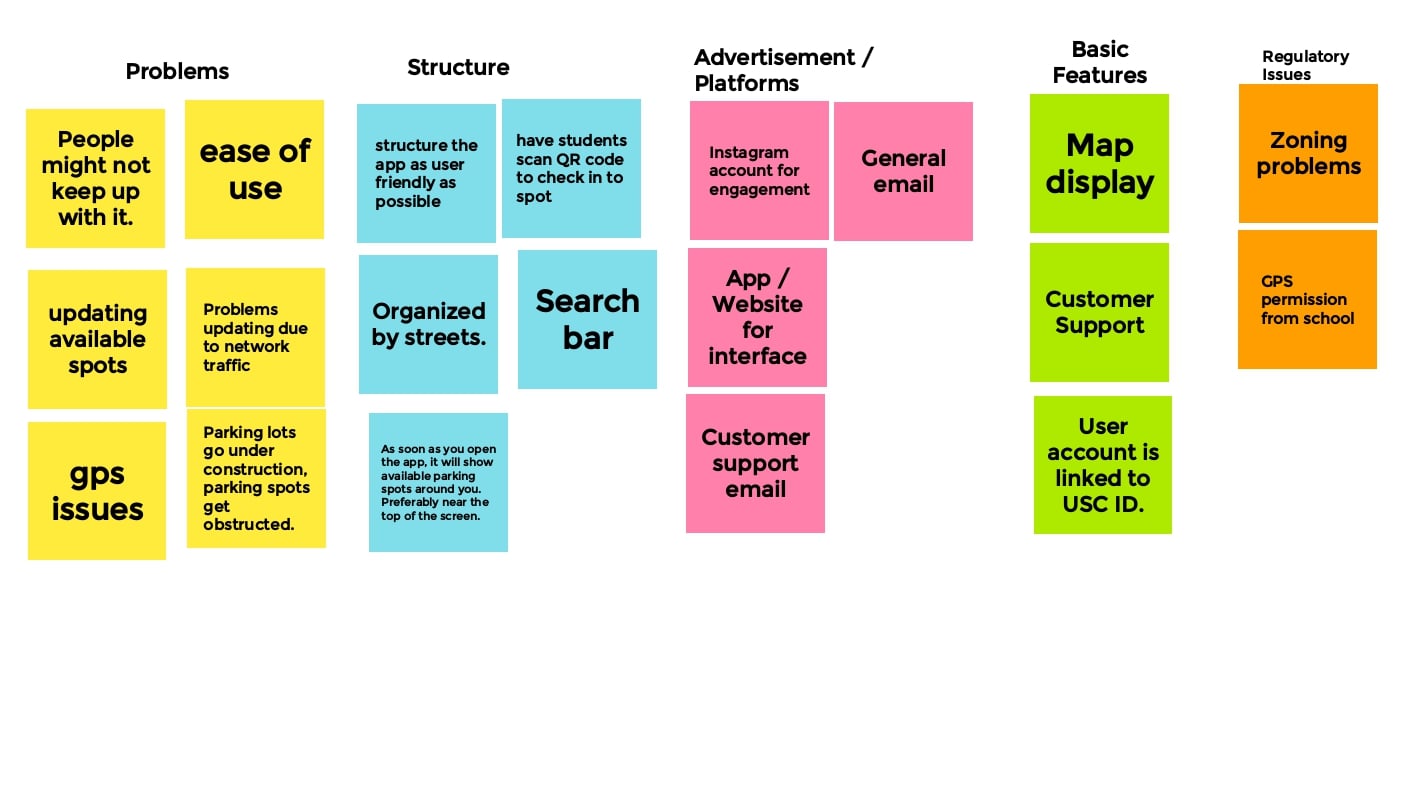 Problems
People
might not
keep up
with it.
ease of
use
updating
available
spots
Problems
updating due
to network
traffic
gps
issues
Parking lots
go under
construction,
parking spots
get
obstructed.
Structure
structure the
app as user
friendly as
possible
have students
scan QR code
to check in to
spot
Organized
by streets.
Search
bar
As soon as you open
the app, it will show
available parking
spots around you.
Preferably near the
top of the screen.
Advertisement /
Platforms
Instagram
account for
engagement
General
email
App /
Website
for
interface
Customer
support
email
Basic
Features
Map
display
Customer
Support
User
account is
linked to
USC ID.
Regulatory
Issues
Zoning
problems
GPS
permission
from school